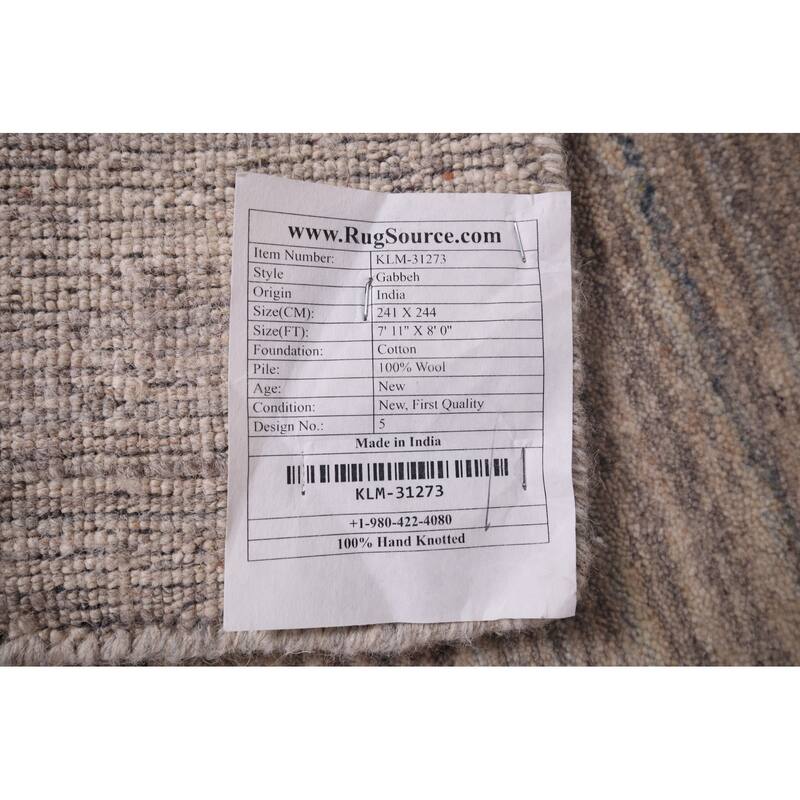 www.RugSource.com
Item Number: KLM-31273
Style Gabbeh
Origin India
Size(CM): 241 X 244
Size(FT): 7' 11" X 8' 0"
Foundation: Cotton
Pile: 100% Wool
Age: New
Condition: New, First Quality
Design No.: 5
Made in India
KLM-31273
+1-980-422-4080
100% Hand Knotted